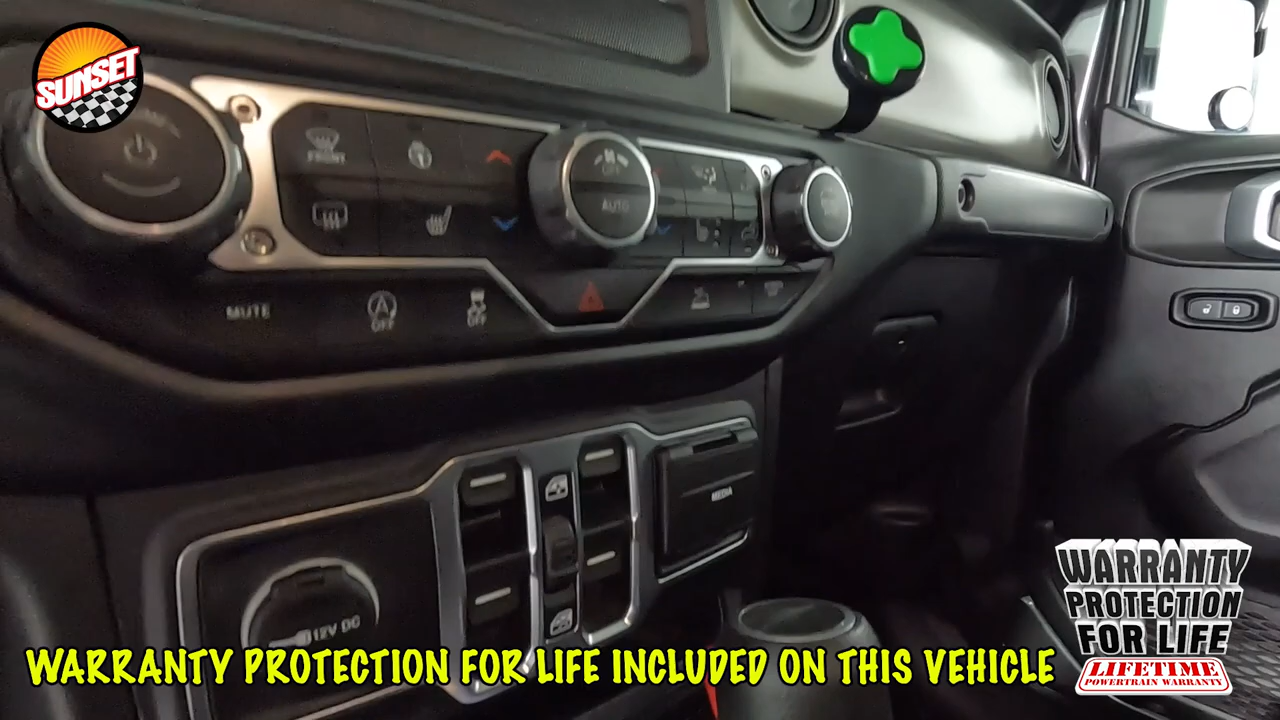 SUNSET
FRONT
OFF
AUTO
MUTE
OFF
OFF
MEDIA
12V DC
WARRANTY PROTECTION FOR LIFE INCLUDED ON THIS VEHICLE
WARRANTY
PROTECTION
FOR LIFE
LIFETIME
POWERTRAIN WARRANTY